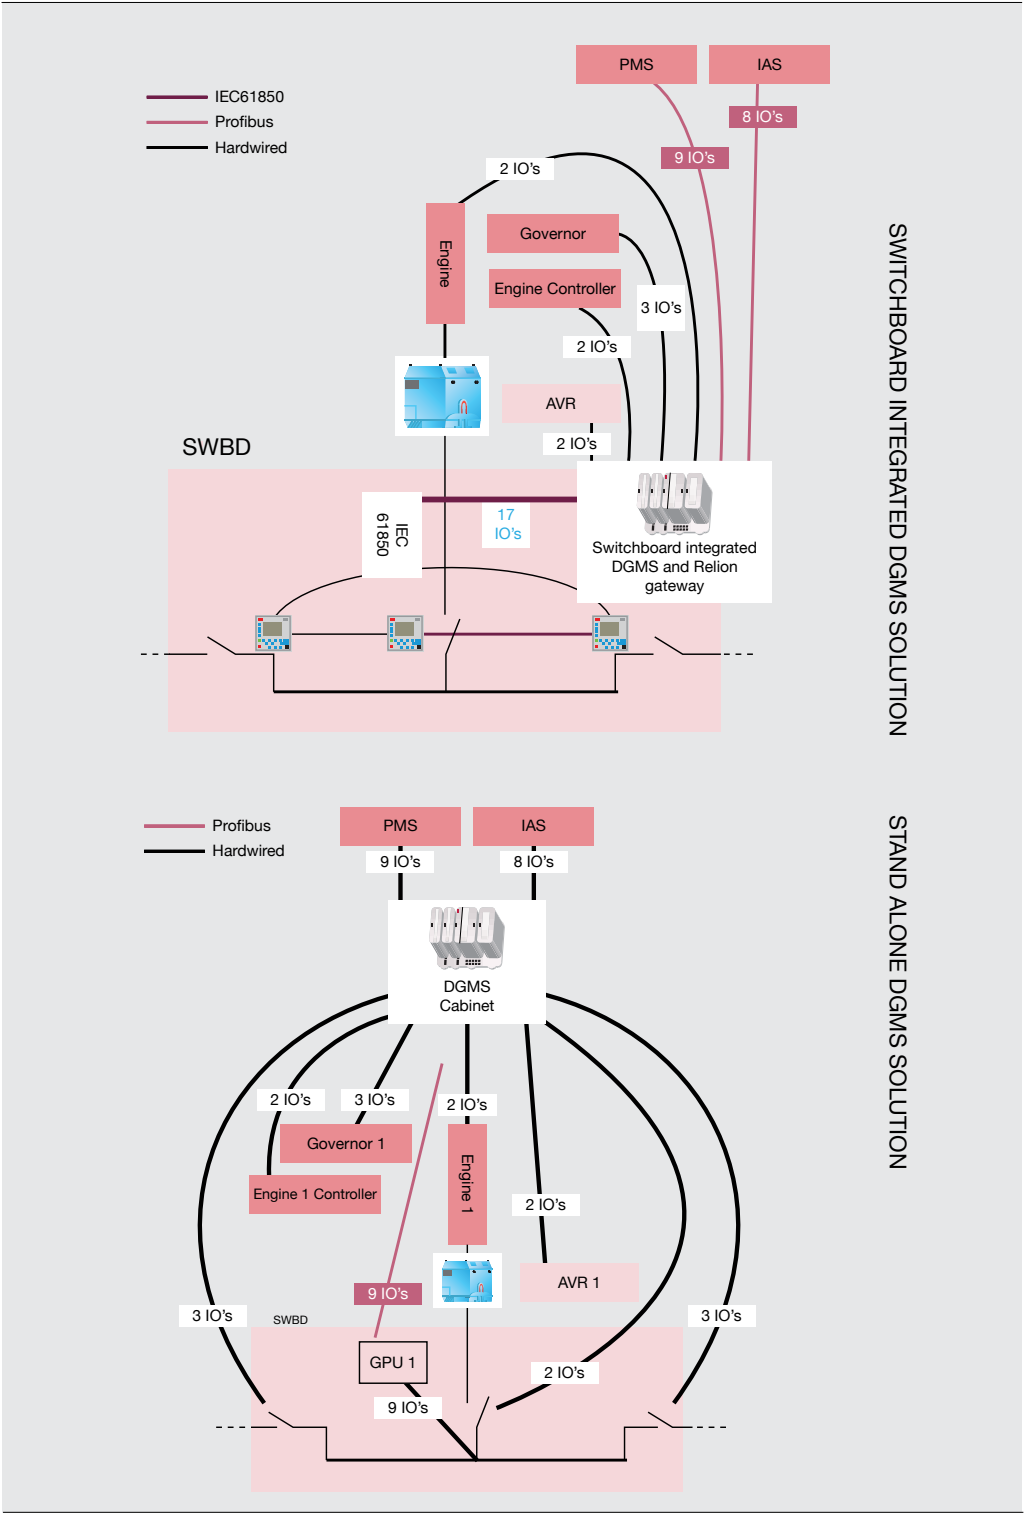 PMS
IAS
IEC61850
Profibus
Hardwired
8 IO's
9 IO's
2 IO's
Engine
Governor
Engine Controller
3 IO's
2 IO's
AVR
2 IO's
SWBD
IEC
61850
17
IO's
Switchboard integrated
DGMS and Relion
gateway
SWITCHBOARD INTEGRATED DGMS SOLUTION
Profibus
Hardwired
PMS
IAS
9 IO's
8 IO's
DGMS
Cabinet
2 IO's
3 IO's
2 IO's
Governor 1
Engine 1 Controller
Engine 1
2 IO's
AVR 1
9 IO's
3 IO's
SWBD
3 IO's
GPU 1
2 IO's
9 IO's
STAND ALONE DGMS SOLUTION